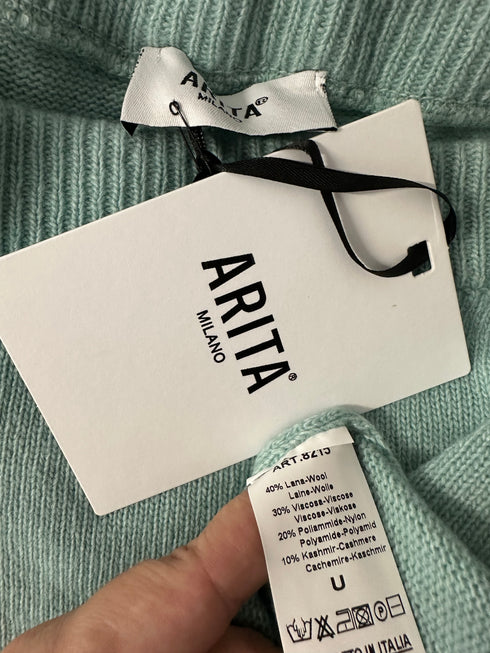 ARITA®
MILANO
ARITA®
MILANO
ART.8215
40% Lana-Wool
Laine-Wolle
30% Viscosa-Viscose
Viscose-Viskose
20% Poliammide-Nylon
Polyamide-Polyamid
10% Kashmir-Cashmere
Cachemire-Kaschmir
U
IN ITALIA